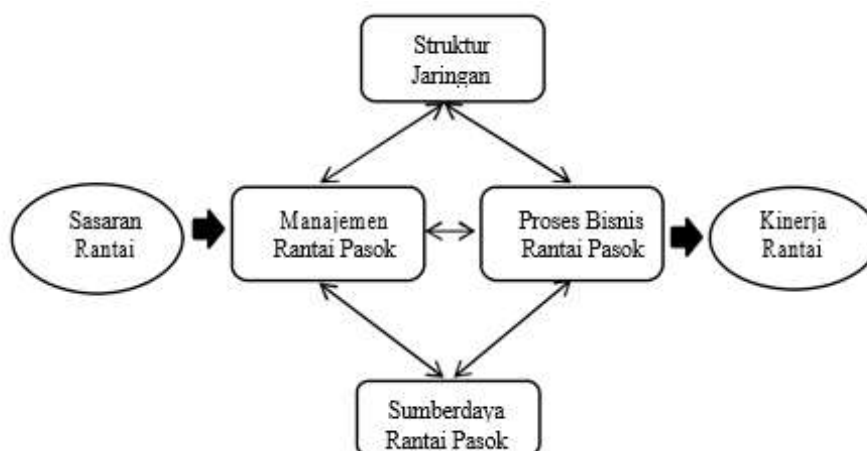 Struktur
Jaringan
Sasaran
Rantai
Manajemen
Rantai Pasok
Proses Bisnis
Rantai Pasok
Kinerja
Rantai
Sumberdaya
Rantai Pasok